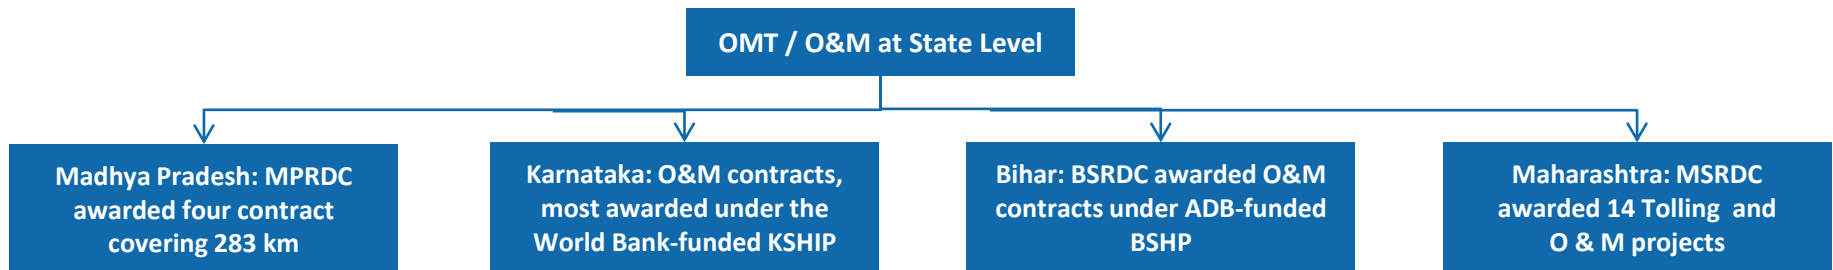 OMT / O&M at State Level
Madhya Pradesh: MPRDC
awarded four contract
covering 283 km
Karnataka: O&M contracts,
most awarded under the
World Bank-funded KSHIP
Bihar: BSRDC awarded O&M
contracts under ADB-funded
BSHP
Maharashtra: MSRDC
awarded 14 Tolling and
O & M projects